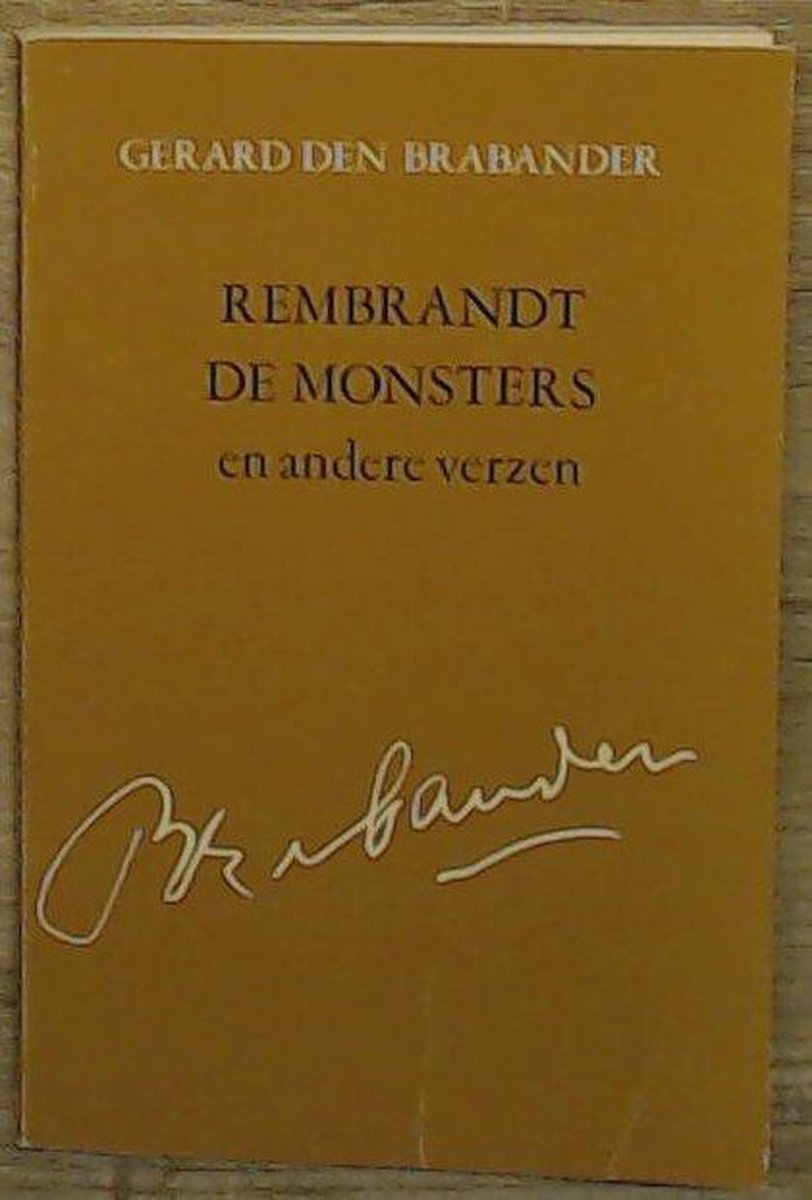 GERARD DEN BRABANDER
REMBRANDT
DE MONSTERS
en andere verzen
Brabander